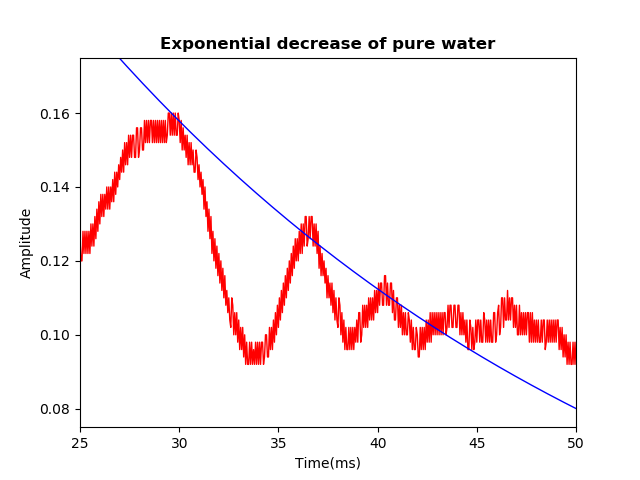 Exponential decrease of pure water
0.16
0.14
0.12
0.10
0.08
Amplitude
25 30 35 40 45 50
Time(ms)